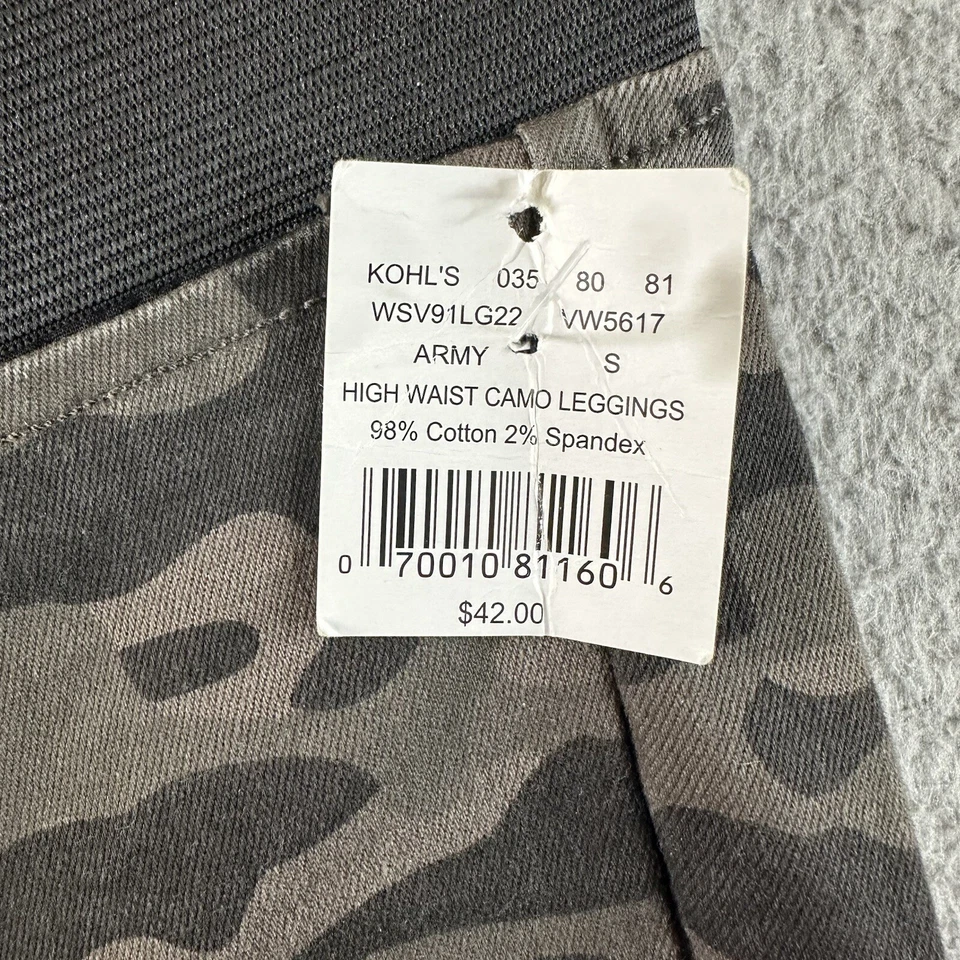 KOHL'S 035 80 81
WSV91LG22 VW5617
ARMY S
HIGH WAIST CAMO LEGGINGS
98% Cotton 2% Spandex
0 70010 81160 6
$42.00